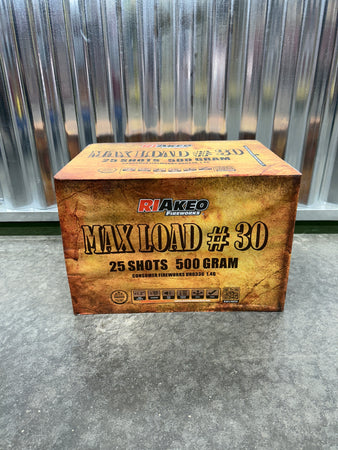 MAX LOAD # 30
25 SHOTS 500 GRAM
RIAKEO
FIREWORKS
MAX LOAD # 30
25 SHOTS 500 GRAM
CONSUMER FIREWORKS UN0336 1.4G